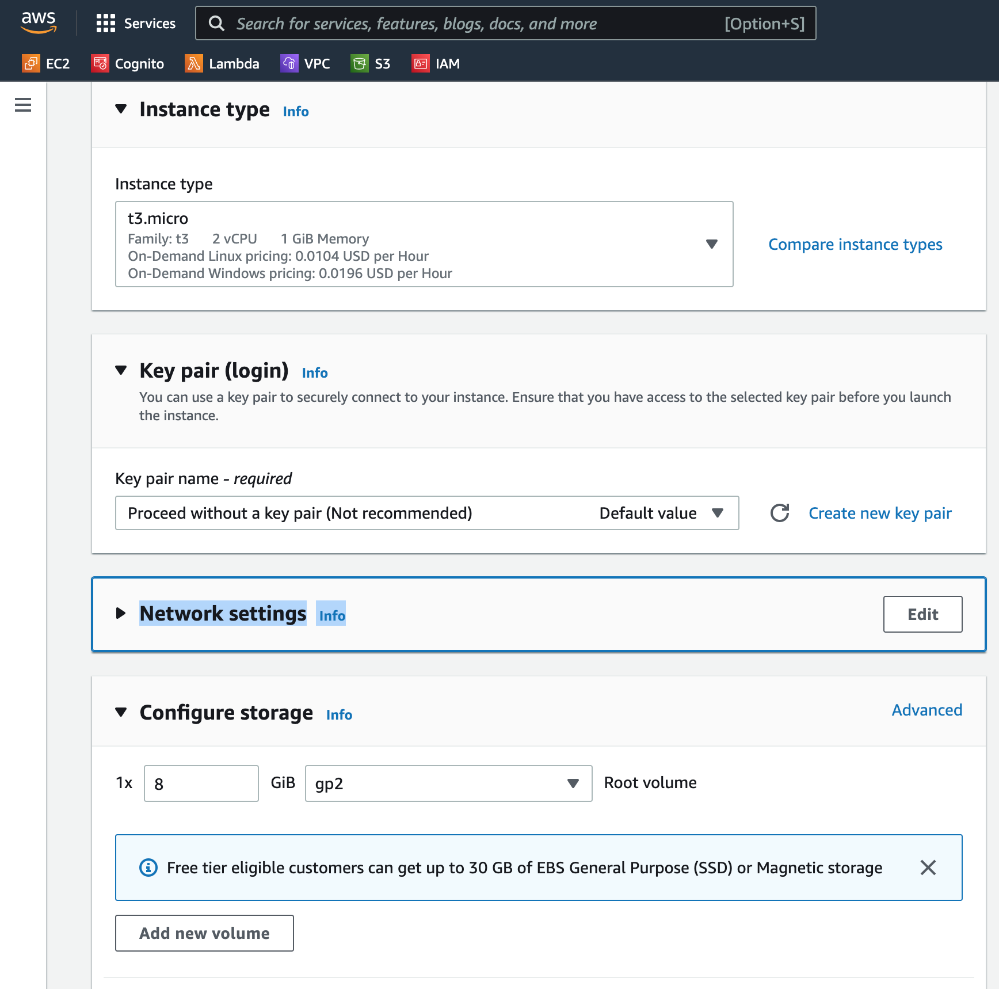 aws
Services
Search for services, features, blogs, docs, and more
[Option+S]
EC2
Cognito
Lambda
VPC
S3
IAM
Instance type Info
Instance type
t3.micro
Family: t3 2 vCPU 1 GiB Memory
On-Demand Linux pricing: 0.0104 USD per Hour
On-Demand Windows pricing: 0.0196 USD per Hour
Compare instance types
Key pair (login) Info
You can use a key pair to securely connect to your instance. Ensure that you have access to the selected key pair before you launch
the instance.
Key pair name - required
Proceed without a key pair (Not recommended) Default value
Create new key pair
Network settings Info
Edit
Configure storage Info
Advanced
1x 8 GiB gp2 Root volume
Free tier eligible customers can get up to 30 GB of EBS General Purpose (SSD) or Magnetic storage
Add new volume